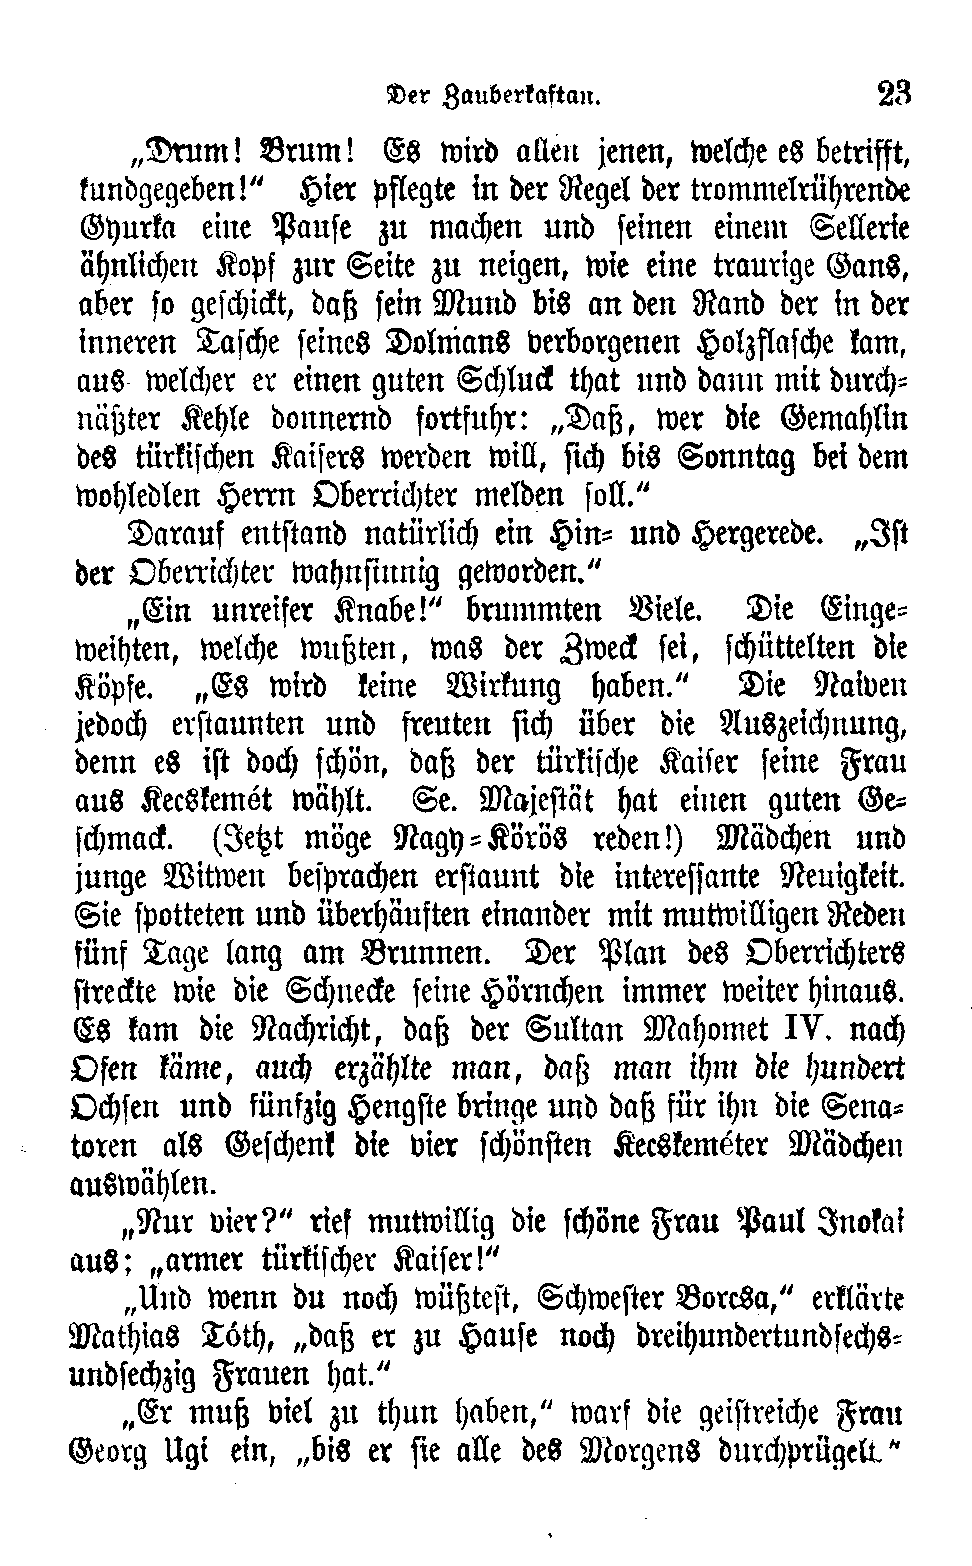 Der Zauberkaftan. 23
„Drum! Brum! Es wird allen jenen, welche es betrifft,
kundgegeben!“ Hier pflegte in der Regel der trommelrührende
Gyurka eine Pause zu machen und seinen einem Sellerie
ähnlichen Kopf zur Seite zu neigen, wie eine traurige Gans,
aber so geschickt, daß sein Mund bis an den Rand der in der
inneren Tasche seines Dolmans verborgenen Holzflasche kam,
aus welcher er einen guten Schluck that und dann mit durch-
näßter Kehle donnernd fortfuhr: „Daß, wer die Gemahlin
des türkischen Kaisers werden will, sich bis Sonntag bei dem
wohledlen Herrn Oberrichter melden soll.“
Darauf entstand natürlich ein Hin- und Hergerede. „Ist
der Oberrichter wahnsinnig geworden.“
„Ein unreifer Knabe!“ brummten Viele. Die Einge-
weihten, welche wußten, was der Zweck sei, schüttelten die
Köpfe. „Es wird keine Wirkung haben.“ Die Naiven
jedoch erstaunten und freuten sich über die Auszeichnung,
denn es ist doch schön, daß der türkische Kaiser seine Frau
aus Kecskemét wählt. Se. Majestät hat einen guten Ge-
schmack. (Jetzt möge Nagy-Körös reden!) Mädchen und
junge Witwen besprachen erstaunt die interessante Neuigkeit.
Sie spotteten und überhäuften einander mit mutwilligen Reden
fünf Tage lang am Brunnen. Der Plan des Oberrichters
streckte wie die Schnecke seine Hörnchen immer weiter hinaus.
Es kam die Nachricht, daß der Sultan Mahomet IV. nach
Ofen käme, auch erzählte man, daß man ihm die hundert
Ochsen und fünfzig Hengste bringe und daß für ihn die Sena-
toren als Geschenk die vier schönsten Kecskeméter Mädchen
auswählen.
„Nur vier?“ rief mutwillig die schöne Frau Paul Inokai
aus; „armer türkischer Kaiser!“
„Und wenn du noch wüßtest, Schwester Borcsa,“ erklärte
Mathias Tóth, „daß er zu Hause noch dreihundertundsechs-
undsechzig Frauen hat.“
„Er muß viel zu thun haben,“ warf die geistreiche Frau
Georg Ugi ein, „bis er sie alle des Morgens durchprügelt.“